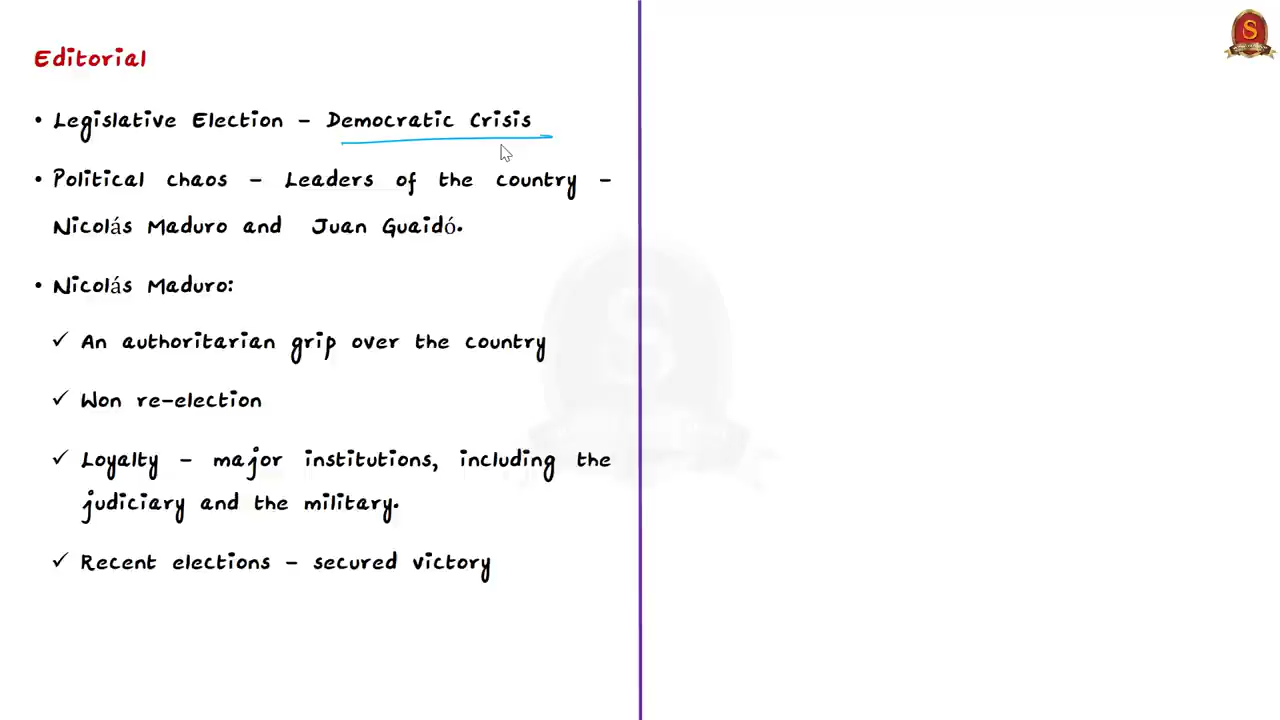 Editorial
• Legislative Election – Democratic Crisis
• Political chaos – Leaders of the country –
Nicolás Maduro and Juan Guaidó.
• Nicolás Maduro:
✓ An authoritarian grip over the country
✓ Won re-election
✓ Loyalty – major institutions, including the
judiciary and the military.
✓ Recent elections – secured victory
S